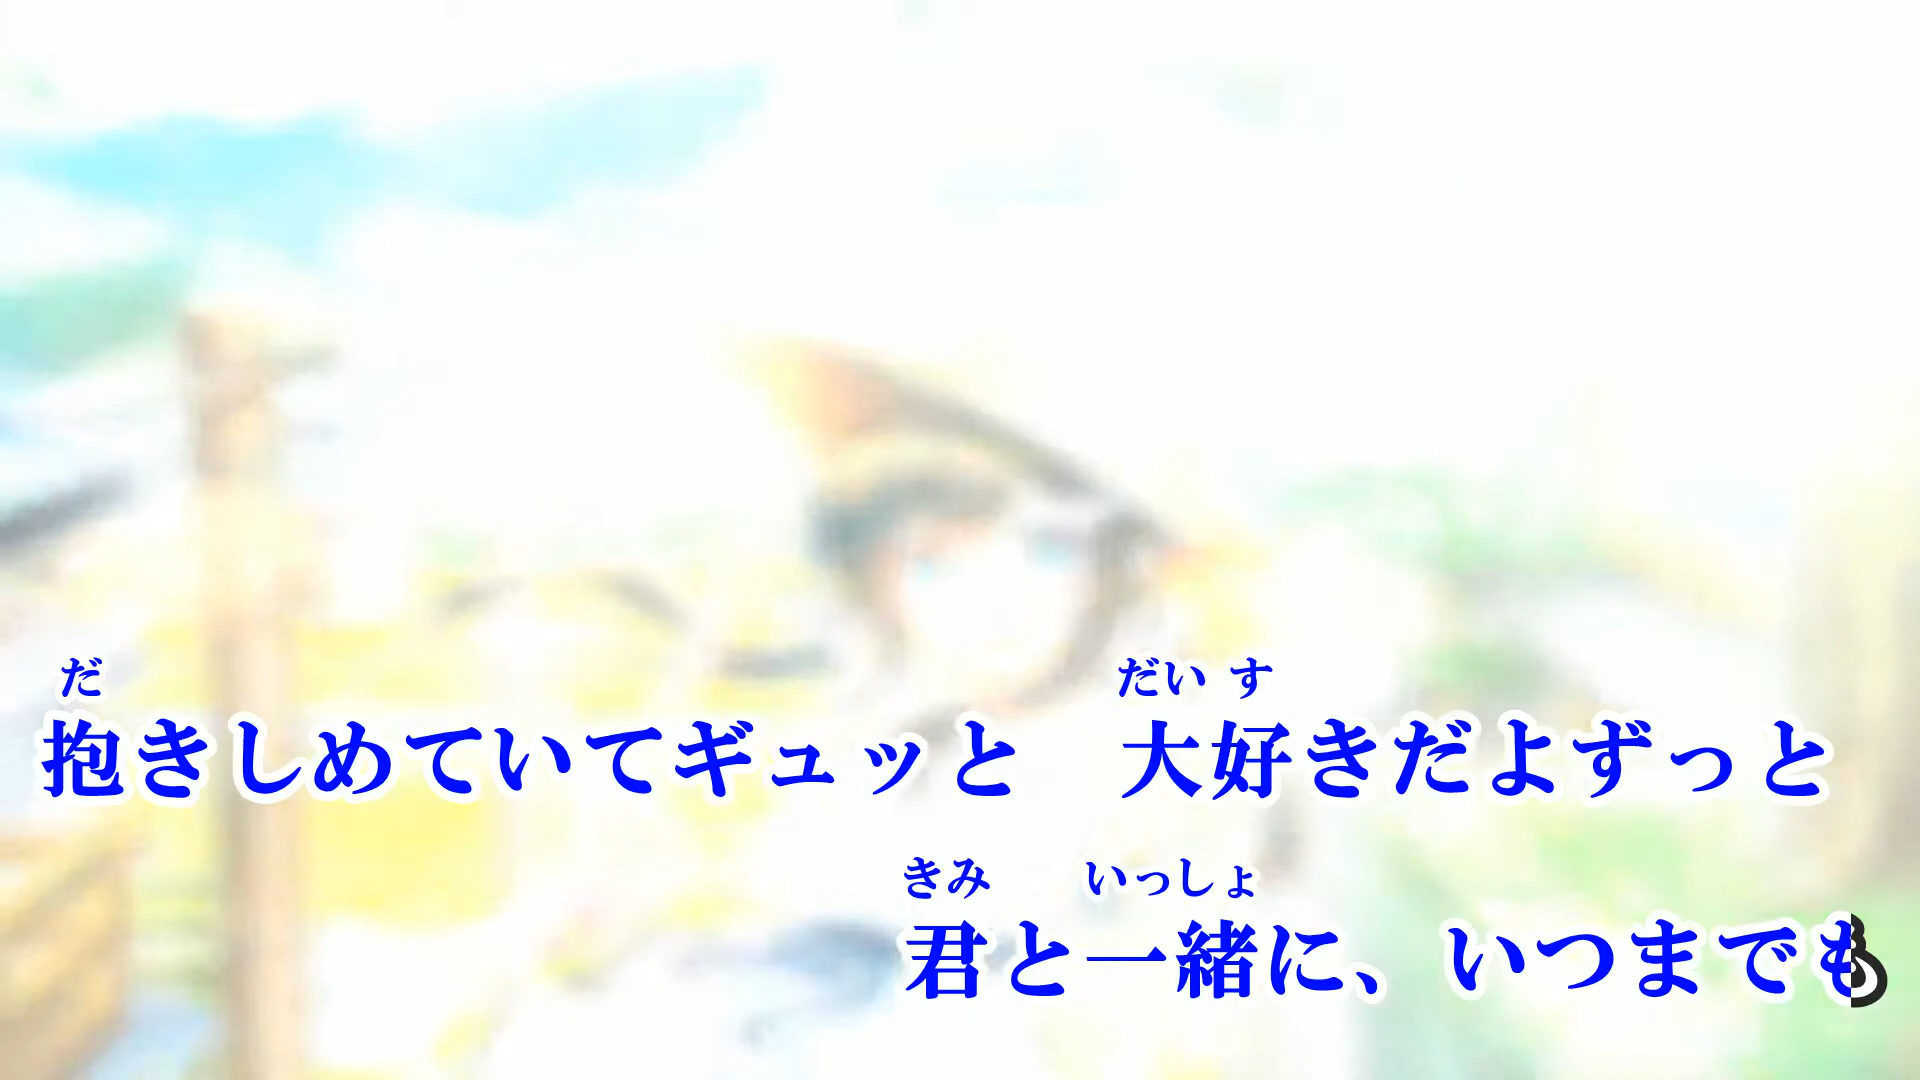 だ だい す
抱きしめていてギュッと 大好きだよずっと
きみ いっしょ
君と一緒に、いつまでも